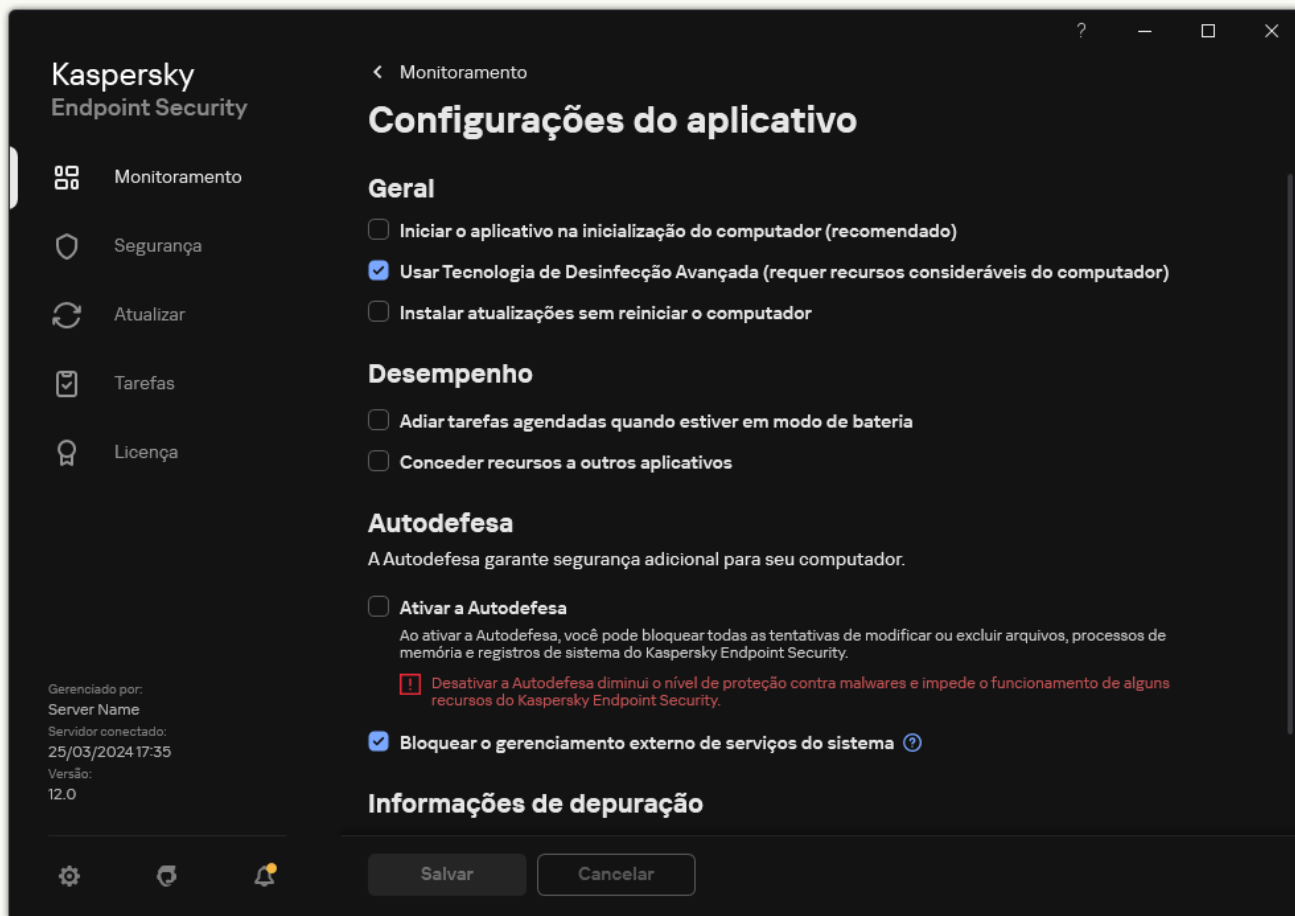 ?
Kaspersky
Endpoint Security
Monitoramento
Segurança
Atualizar
Tarefas
Licença
Gerenciado por:
Server Name
Servidor conectado:
25/03/2024 17:35
Versão:
12.0
Monitoramento
Configurações do aplicativo
Geral
Iniciar o aplicativo na inicialização do computador (recomendado)
Usar Tecnologia de Desinfecção Avançada (requer recursos consideráveis do computador)
Instalar atualizações sem reiniciar o computador
Desempenho
Adiar tarefas agendadas quando estiver em modo de bateria
Conceder recursos a outros aplicativos
Autodefesa
A Autodefesa garante segurança adicional para seu computador.
Ativar a Autodefesa
Ao ativar a Autodefesa, você pode bloquear todas as tentativas de modificar ou excluir arquivos, processos de
memória e registros de sistema do Kaspersky Endpoint Security.
Desativar a Autodefesa diminui o nível de proteção contra malwares e impede o funcionamento de alguns
recursos do Kaspersky Endpoint Security.
Bloquear o gerenciamento externo de serviços do sistema ?
Informações de depuração
Salvar
Cancelar